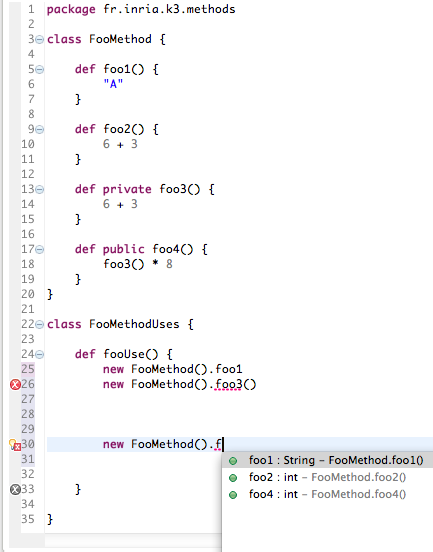 1 package fr.inria.k3.methods
2
3 class FooMethod {
4
5 def foo1() {
6 "A"
7 }
8
9 def foo2() {
10 6 + 3
11 }
12
13 def private foo3() {
14 6 + 3
15 }
16
17 def public foo4() {
18 foo3() * 8
19 }
20 }
21
22 class FooMethodUses {
23
24 def fooUse() {
25 new FooMethod().foo1
26 new FooMethod().foo3()
27
28
29
30 new FooMethod().f
31
foo1 : String – FooMethod.foo1()
32
foo2 : int – FooMethod.foo2()
33 }
foo4 : int – FooMethod.foo4()
34
35 }